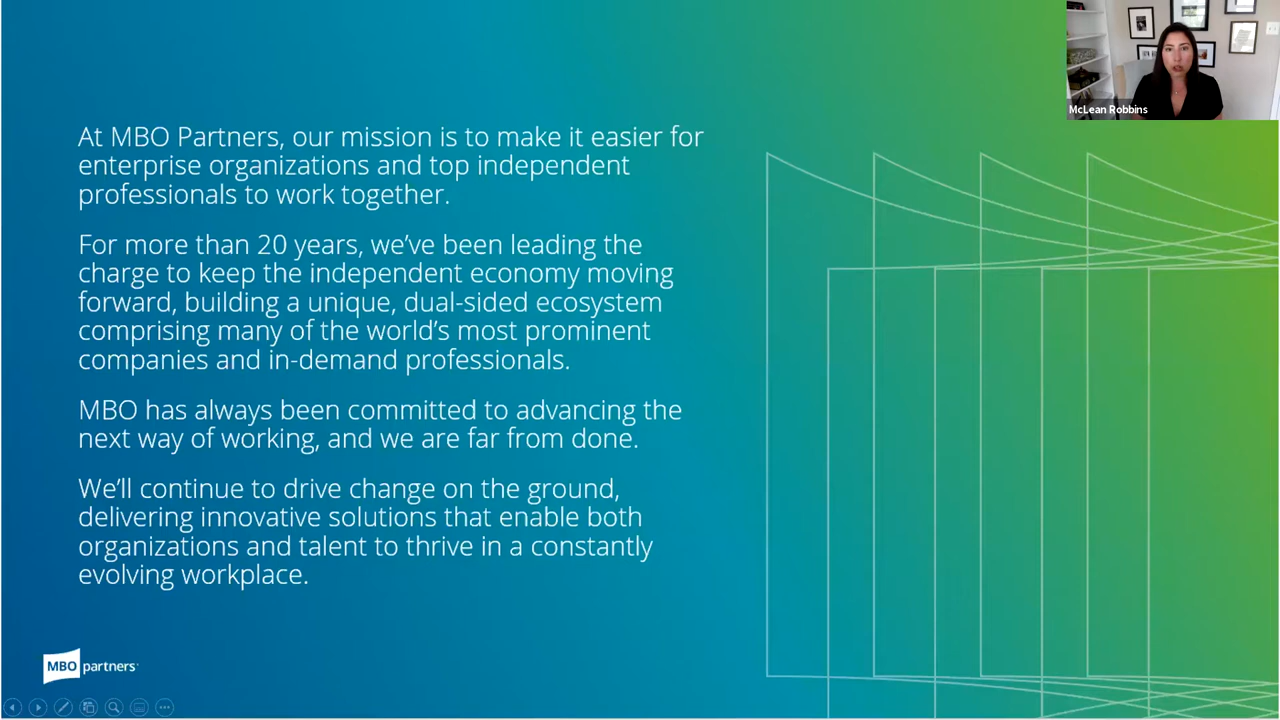 McLean Robbins
At MBO Partners, our mission is to make it easier for
enterprise organizations and top independent
professionals to work together.
For more than 20 years, we’ve been leading the
charge to keep the independent economy moving
forward, building a unique, dual-sided ecosystem
comprising many of the world’s most prominent
companies and in-demand professionals.
MBO has always been committed to advancing the
next way of working, and we are far from done.
We’ll continue to drive change on the ground,
delivering innovative solutions that enable both
organizations and talent to thrive in a constantly
evolving workplace.
MBO partners